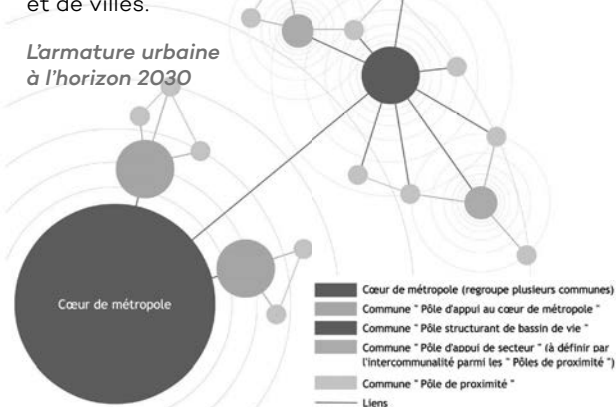 et de villes.
L'armature urbaine
à l'horizon 2030
Cœur de métropole
Cœur de métropole (regroupe plusieurs communes)
Commune " Pôle d'appui au cœur de métropole "
Commune " Pôle structurant de bassin de vie "
Commune " Pôle d'appui de secteur " (à définir par
l'intercommunalité parmi les " Pôles de proximité ")
Commune " Pôle de proximité "
Liens